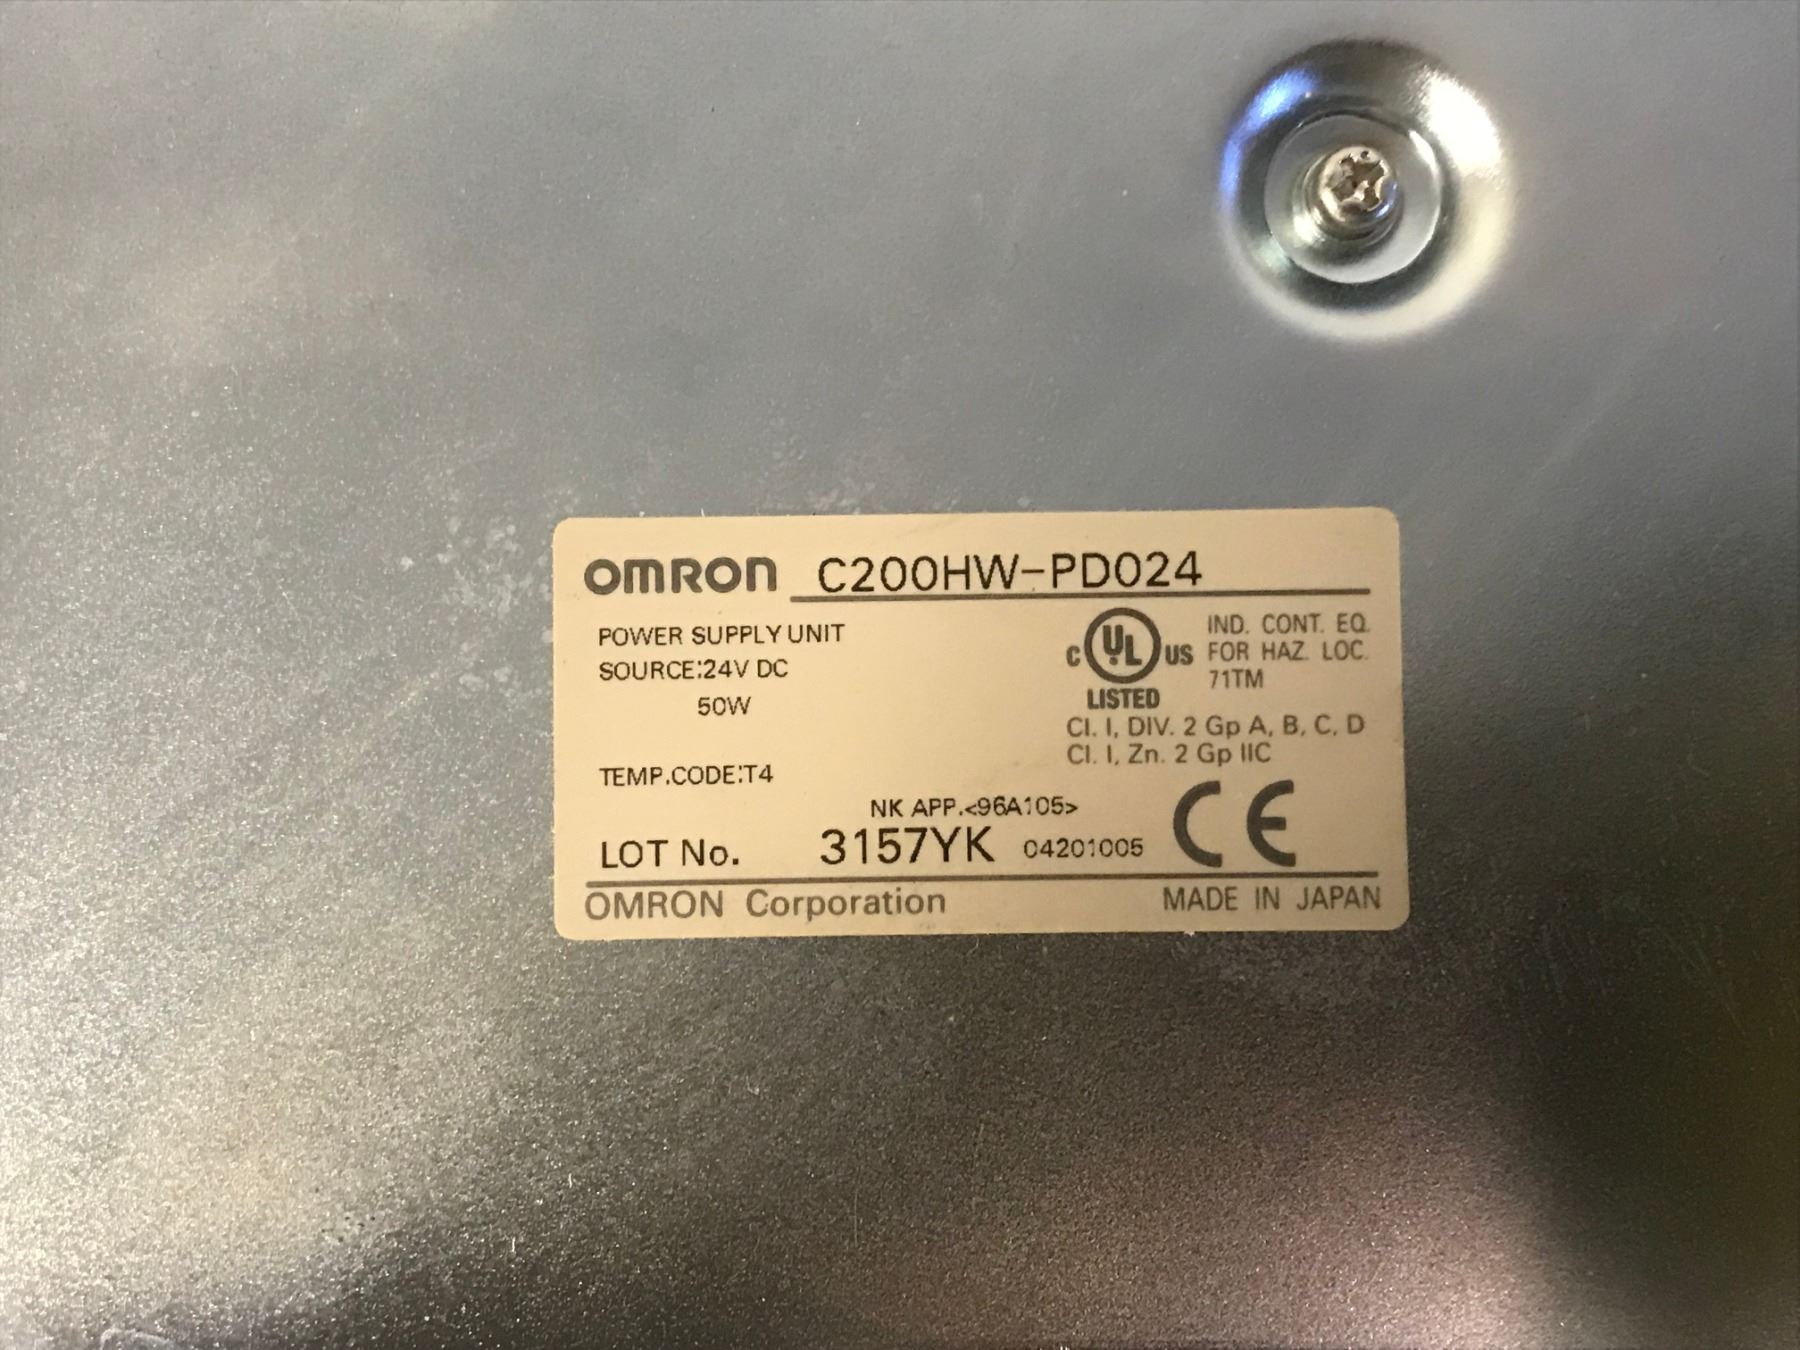 OMRON C200HW-PD024
POWER SUPPLY UNIT
SOURCE:24V DC
50W
TEMP.CODE:T4
C UL US
LISTED
IND. CONT. EQ.
FOR HAZ. LOC.
71TM
Cl. I, DIV. 2 Gp A, B, C, D
Cl. I, Zn. 2 Gp IIC
NK APP.<96A105>
LOT No. 3157YK 04201005 CE
OMRON Corporation MADE IN JAPAN